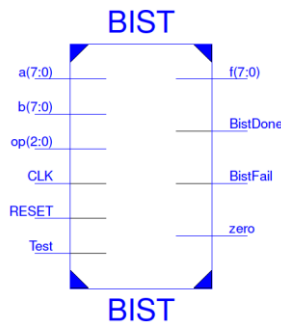 BIST
a(7:0)
f(7:0)
b(7:0)
BistDone
op(2:0)
CLK
BistFail
RESET
zero
Test
BIST